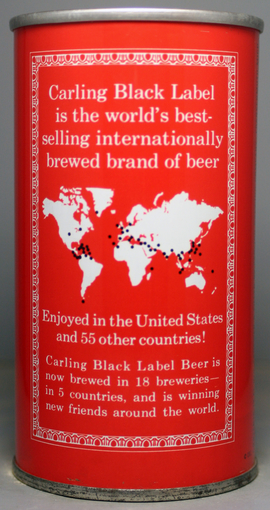 Carling Black Label
is the world's best-
selling internationally
brewed brand of beer
Enjoyed in the United States
and 55 other countries!
Carling Black Label Beer is
now brewed in 18 breweries—
in 5 countries, and is winning
new friends around the world.